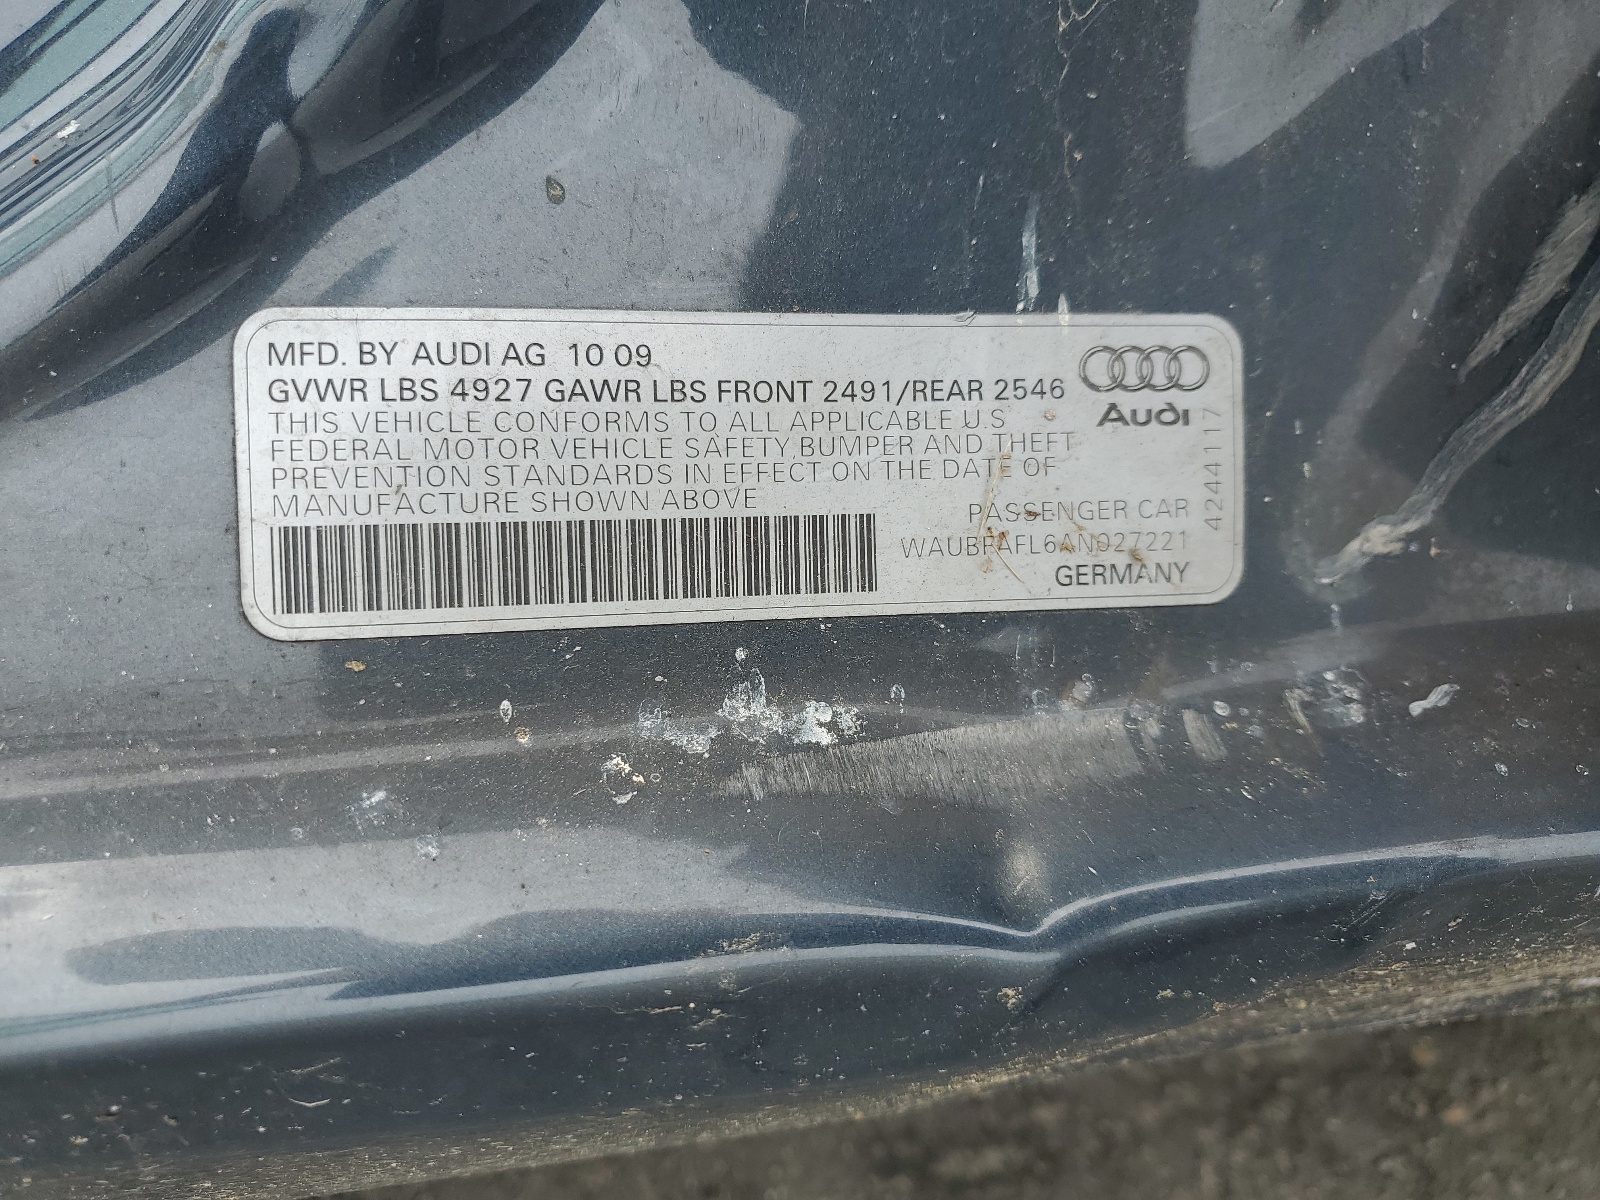 MFD. BY AUDI AG 10 09
GVWR LBS 4927 GAWR LBS FRONT 2491/REAR 2546
THIS VEHICLE CONFORMS TO ALL APPLICABLE U.S
FEDERAL MOTOR VEHICLE SAFETY, BUMPER AND THEFT
PREVENTION STANDARDS IN EFFECT ON THE DATE OF
MANUFACTURE SHOWN ABOVE
PASSENGER CAR
WAUBFAFL6AN027221
GERMANY
Audi
4244117